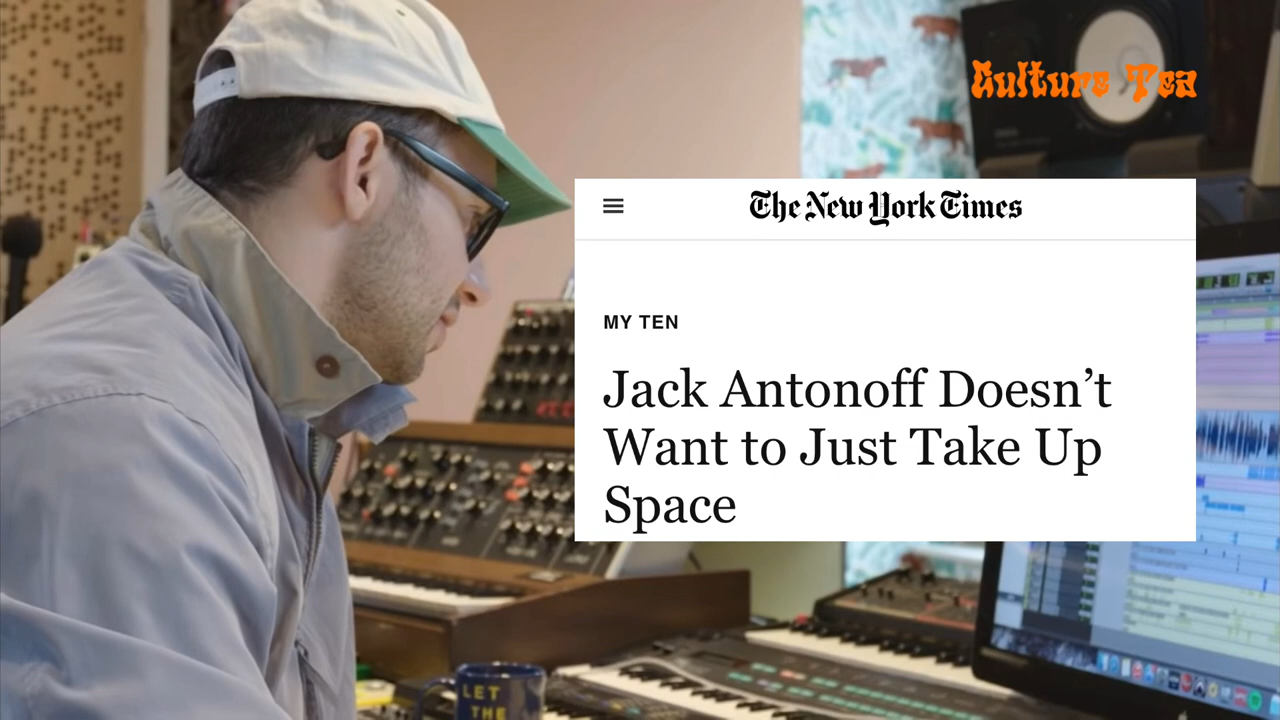 Culture Tea
The New York Times
MY TEN
Jack Antonoff Doesn’t
Want to Just Take Up
Space
LET
THE